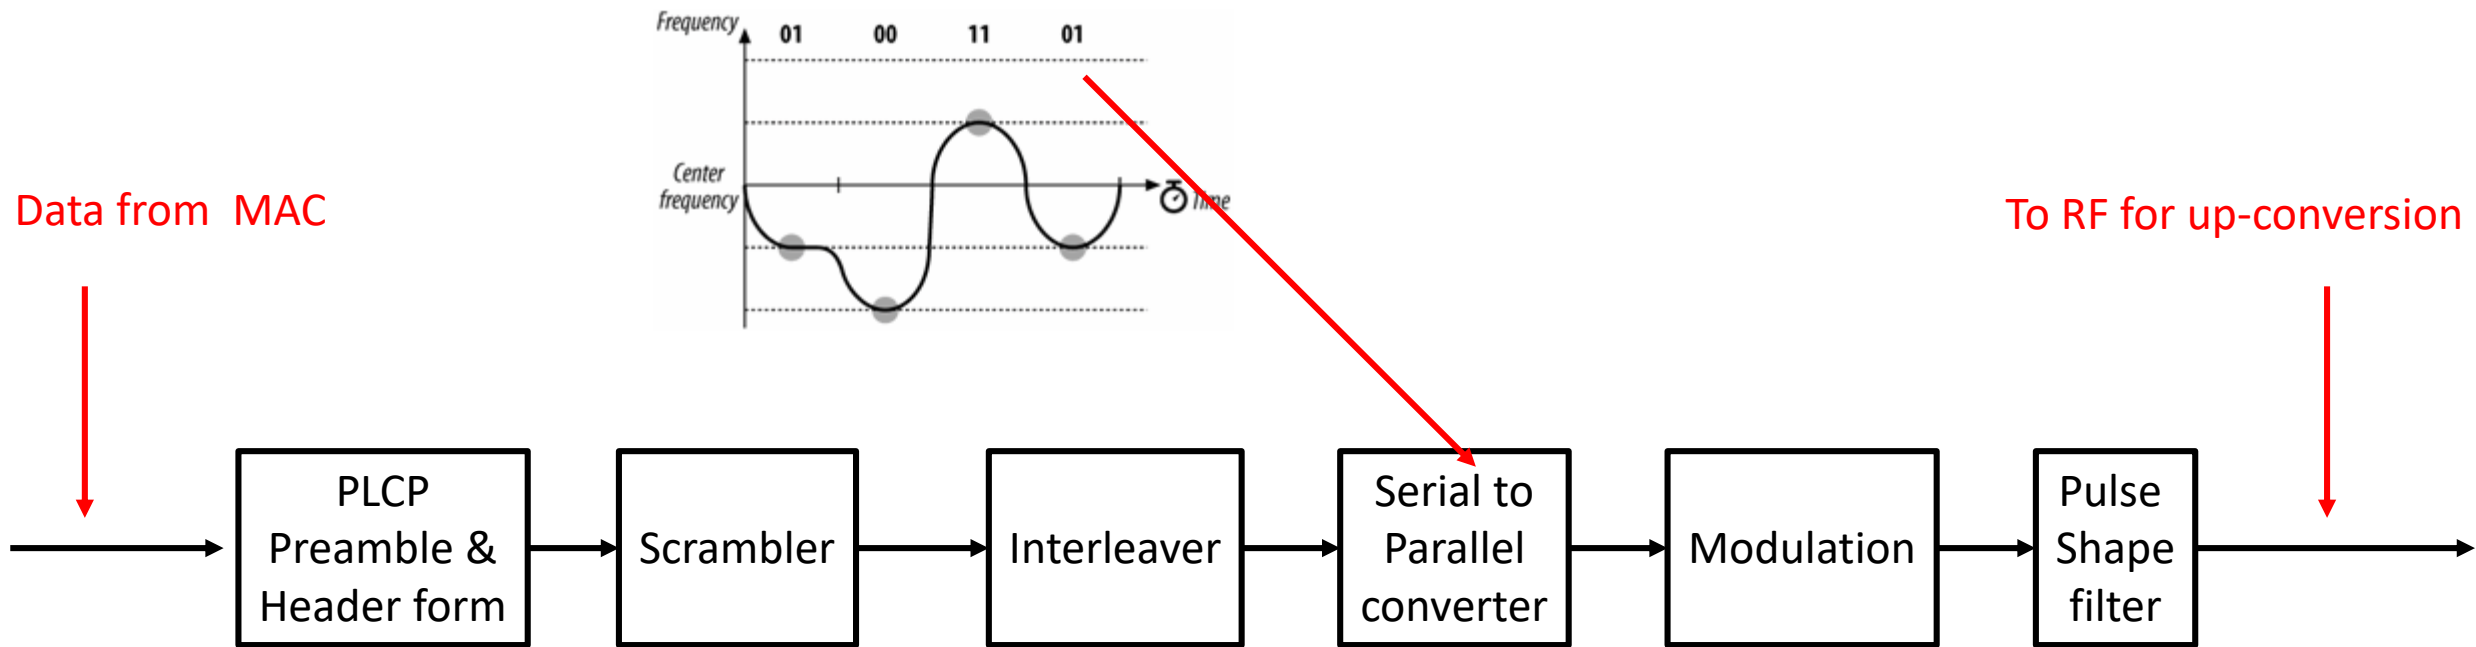 Frequency
01 00 11 01
Center
frequency
Time
Data from MAC
To RF for up-conversion
PLCP
Preamble &
Header form
Scrambler
Interleaver
Serial to
Parallel
converter
Modulation
Pulse
Shape
filter